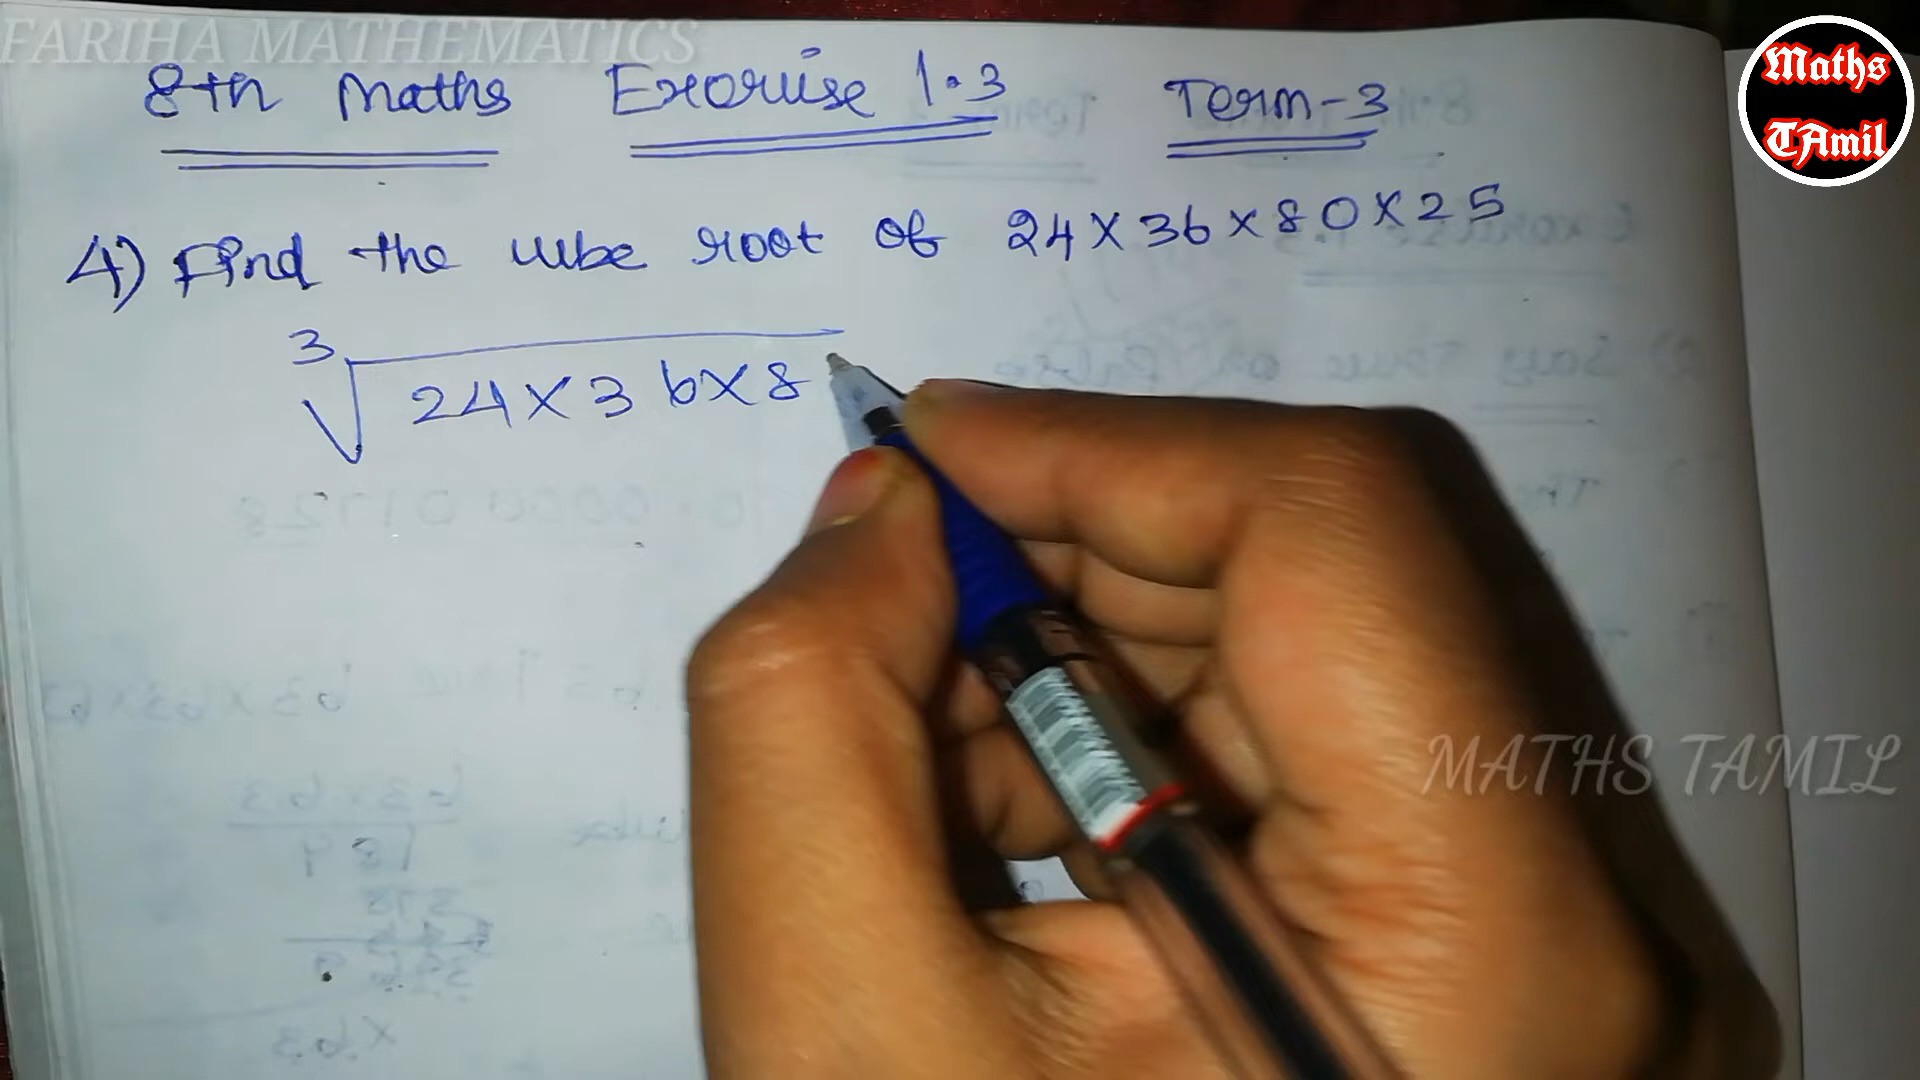 FARIHA MATHEMATICS
Maths
TAmil
8th Maths Exercise 1.3 Term-3
4) Find the cube root of 24×36×80×25
3√24×36×8
MATHS TAMIL